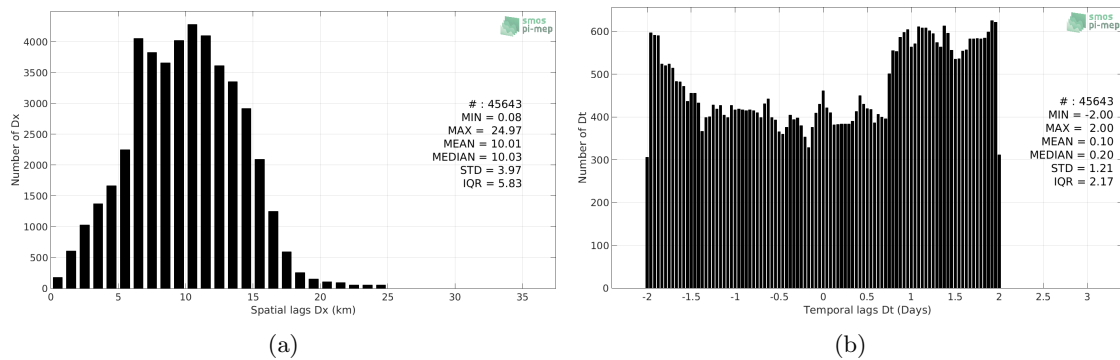 smos
pi-mep
4000
3500
3000
2500
2000
1500
1000
500
0
Number of Dx
# : 45643
MIN = 0.08
MAX = 24.97
MEAN = 10.01
MEDIAN = 10.03
STD = 3.97
IQR = 5.83
0 5 10 15 20 25 30 35
Spatial lags Dx (km)
(a)
smos
pi-mep
600
500
400
300
200
100
0
Number of Dt
# : 45643
MIN = -2.00
MAX = 2.00
MEAN = 0.10
MEDIAN = 0.20
STD = 1.21
IQR = 2.17
-2 -1.5 -1 -0.5 0 0.5 1 1.5 2 2.5 3
Temporal lags Dt (Days)
(b)